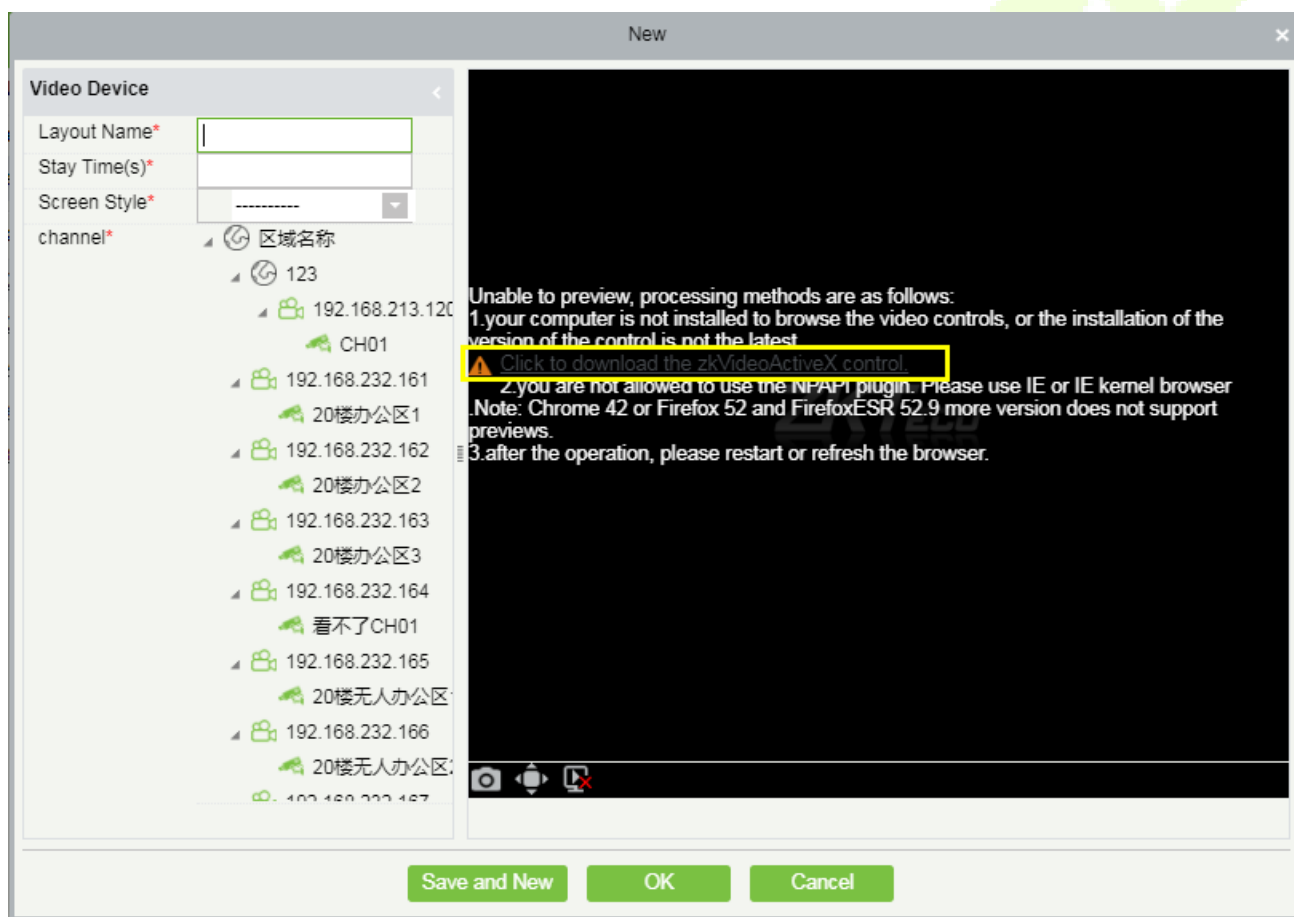 New
Video Device
Layout Name*
Stay Time(s)*
Screen Style*
----------
channel*
区域名称
123
192.168.213.120
CH01
192.168.232.161
20楼办公区1
192.168.232.162
20楼办公区2
192.168.232.163
20楼办公区3
192.168.232.164
看不了CH01
192.168.232.165
20楼无人办公区
192.168.232.166
20楼无人办公区
192.168.232.167
Unable to preview, processing methods are as follows:
1.your computer is not installed to browse the video controls, or the installation of the
version of the control is not the latest
Click to download the zkVideoActiveX control.
2.you are not allowed to use the NPAPI plugin. Please use IE or IE kernel browser
.Note: Chrome 42 or Firefox 52 and FirefoxESR 52.9 more version does not support
previews.
3.after the operation, please restart or refresh the browser.
ZKTeco
Save and New
OK
Cancel